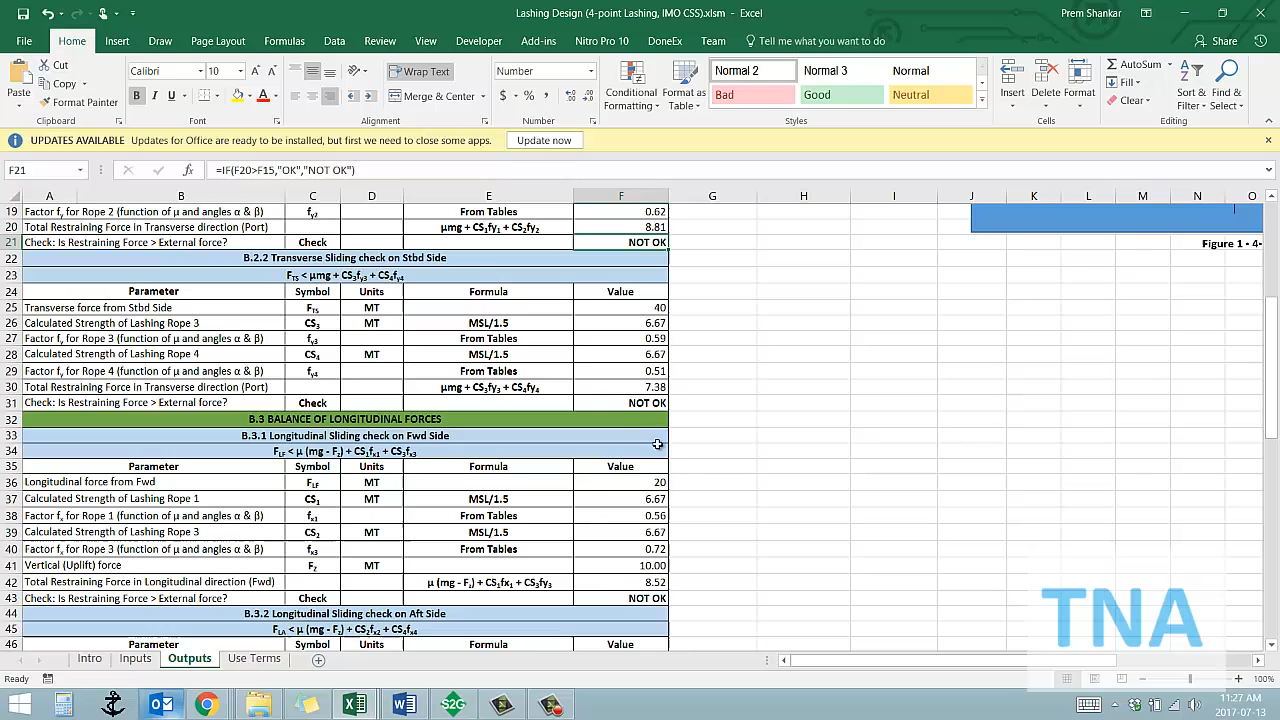 Lashing Design (4-point Lashing, IMO CSS).xlsm - Excel
Prem Shankar
File Home Insert Draw Page Layout Formulas Data Review View Developer Add-ins Nitro Pro 10 DoneEx Team Tell me what you want to do Share
Paste
Cut
Copy
Format Painter
Clipboard
Calibri 10
B I U
Font
Wrap Text
Merge & Center
Alignment
Number
$ % ,
Number
Conditional Formatting
Format as Table
Normal 2 Normal 3 Normal
Bad Good Neutral
Styles
Insert Delete Format
Cells
AutoSum
Fill
Clear
Sort & Filter
Find & Select
Editing
UPDATES AVAILABLE Updates for Office are ready to be installed, but first we need to close some apps. Update now
F21 fx =IF(F20>F15,"OK","NOT OK")
A B C D E F G H I J K L M N O
19 Factor fy for Rope 2 (function of μ and angles α & β) fy2 From Tables 0.62
20 Total Restraining Force in Transverse direction (Port) μmg + CS1fy1 + CS2fy2 8.81
21 Check: Is Restraining Force > External force? Check NOT OK
Figure 1 - 4-
22 B.2.2 Transverse Sliding check on Stbd Side
23 FTS < μmg + CS3fy3 + CS4fy4
24 Parameter Symbol Units Formula Value
25 Transverse force from Stbd Side FTS MT 40
26 Calculated Strength of Lashing Rope 3 CS3 MT MSL/1.5 6.67
27 Factor fy for Rope 3 (function of μ and angles α & β) fy3 From Tables 0.59
28 Calculated Strength of Lashing Rope 4 CS4 MT MSL/1.5 6.67
29 Factor fy for Rope 4 (function of μ and angles α & β) fy4 From Tables 0.51
30 Total Restraining Force in Transverse direction (Port) μmg + CS3fy3 + CS4fy4 7.38
31 Check: Is Restraining Force > External force? Check NOT OK
32 B.3 BALANCE OF LONGITUDINAL FORCES
33 B.3.1 Longitudinal Sliding check on Fwd Side
34 FLF < μ (mg - Fz) + CS1fx1 + CS3fx3
35 Parameter Symbol Units Formula Value
36 Longitudinal force from Fwd FLF MT 20
37 Calculated Strength of Lashing Rope 1 CS1 MT MSL/1.5 6.67
38 Factor fx for Rope 1 (function of μ and angles α & β) fx1 From Tables 0.56
39 Calculated Strength of Lashing Rope 3 CS2 MT MSL/1.5 6.67
40 Factor fx for Rope 3 (function of μ and angles α & β) fx3 From Tables 0.72
41 Vertical (Uplift) force FZ MT 10.00
42 Total Restraining Force in Longitudinal direction (Fwd) μ (mg - Fz) + CS1fx1 + CS3fy3 8.52
43 Check: Is Restraining Force > External force? Check NOT OK
44 B.3.2 Longitudinal Sliding check on Aft Side
45 FLA < μ (mg - Fz) + CS2fx2 + CS4fx4
46 Parameter Symbol Units Formula Value
TNA
Intro Inputs Outputs Use Terms
Ready
100%
S2G
11:27 AM
2017-07-13